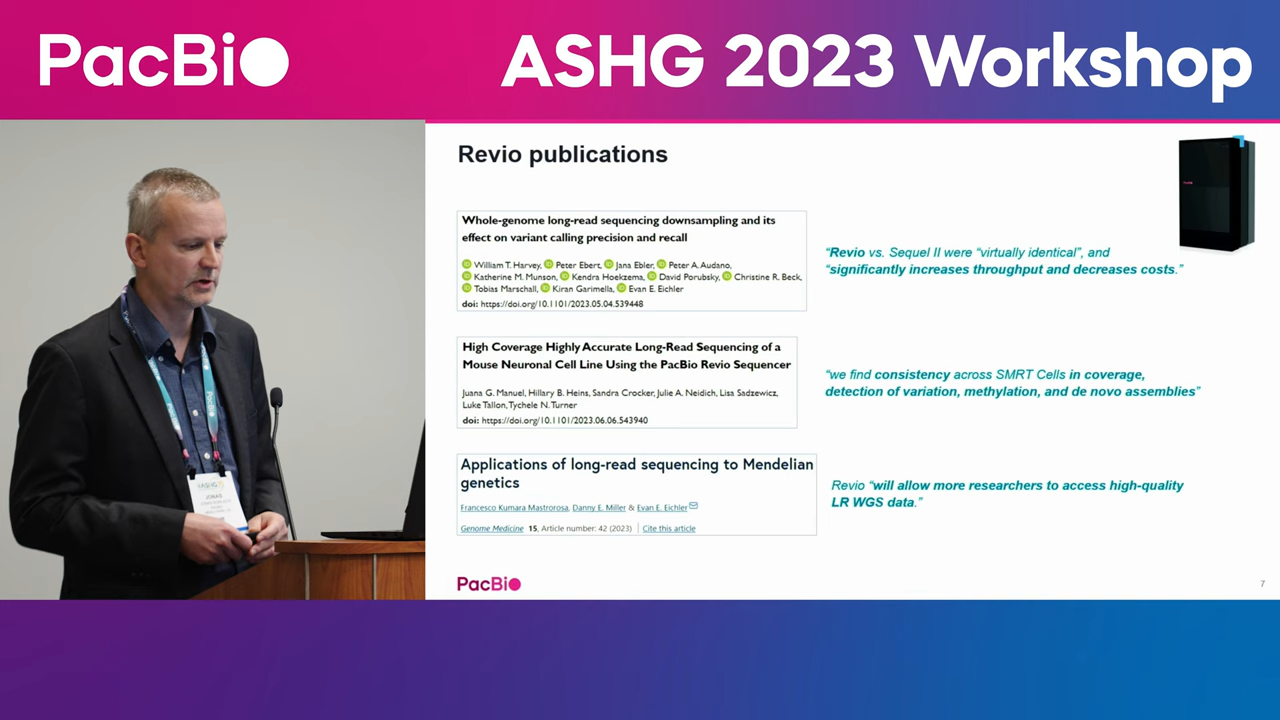 PacBio
ASHG 2023 Workshop
Revio publications
Whole-genome long-read sequencing downsampling and its
effect on variant calling precision and recall
William T. Harvey, Peter Ebert, Jana Ebler, Peter A. Audano,
Katherine M. Munson, Kendra Hoekzema, David Porubsky, Christine R. Beck,
Tobias Marschall, Kiran Garimella, Evan E. Eichler
doi: https://doi.org/10.1101/2023.05.04.539448
“Revio vs. Sequel II were “virtually identical”, and
“significantly increases throughput and decreases costs.”
High Coverage Highly Accurate Long-Read Sequencing of a
Mouse Neuronal Cell Line Using the PacBio Revio Sequencer
Juana G. Manuel, Hillary B. Heins, Sandra Crocker, Julie A. Neidich, Lisa Sadzewicz,
Luke Tallon, Tychele N. Turner
doi: https://doi.org/10.1101/2023.06.06.543940
“we find consistency across SMRT Cells in coverage,
detection of variation, methylation, and de novo assemblies”
Applications of long-read sequencing to Mendelian
genetics
Francesco Kumara Mastrorosa, Danny E. Miller & Evan E. Eichler
Genome Medicine 15, Article number: 42 (2023) Cite this article
Revio “will allow more researchers to access high-quality
LR WGS data.”
PacBio
7
ASHG
JONAS